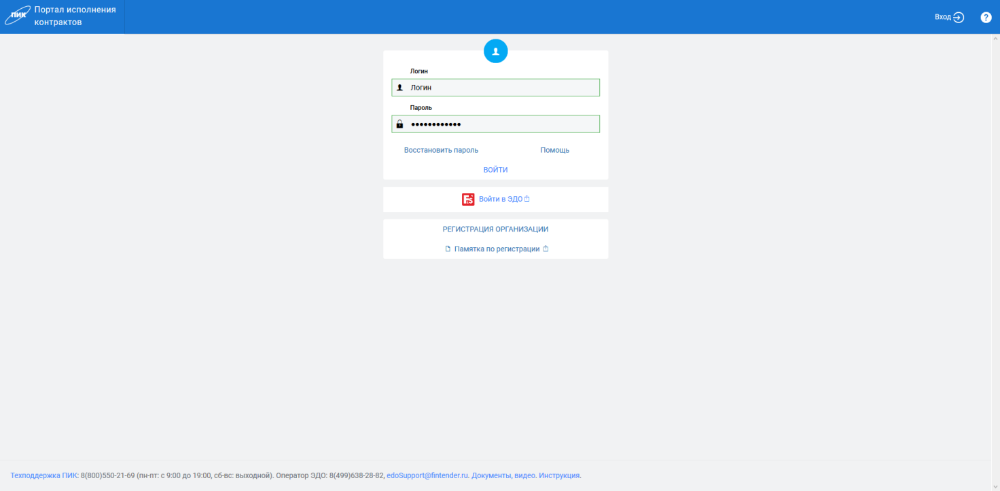 ПИК
Портал исполнения
контрактов
Вход
?
Логин
Логин
Пароль
••••••••••••
Восстановить пароль
Помощь
ВОЙТИ
Fs Войти в ЭДО
РЕГИСТРАЦИЯ ОРГАНИЗАЦИИ
Памятка по регистрации
Техподдержка ПИК: 8(800)550-21-69 (пн-пт: с 9:00 до 19:00, сб-вс: выходной). Оператор ЭДО: 8(499)638-28-82, edoSupport@fintender.ru. Документы, видео. Инструкция.